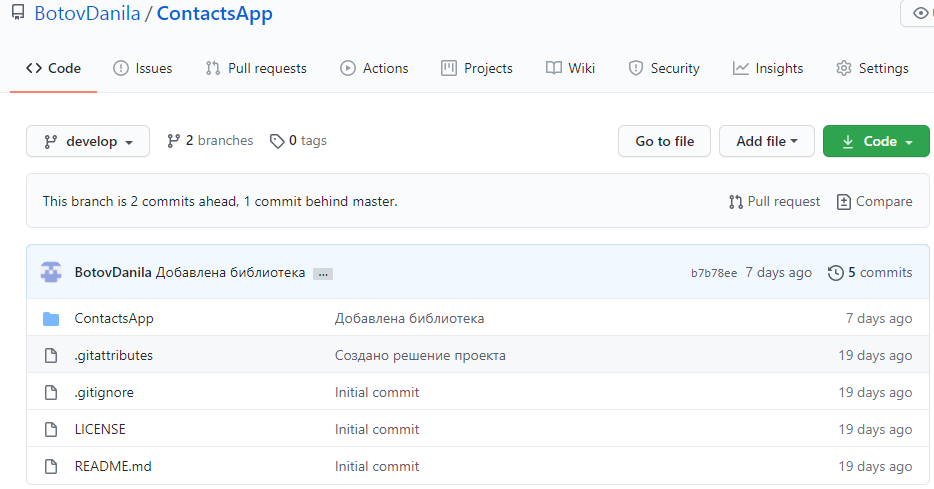 BotovDanila / ContactsApp
Code Issues Pull requests Actions Projects Wiki Security Insights Settings
develop 2 branches 0 tags Go to file Add file Code
This branch is 2 commits ahead, 1 commit behind master. Pull request Compare
BotovDanila Добавлена библиотека ... b7b78ee 7 days ago 5 commits
ContactsApp Добавлена библиотека 7 days ago
.gitattributes Создано решение проекта 19 days ago
.gitignore Initial commit 19 days ago
LICENSE Initial commit 19 days ago
README.md Initial commit 19 days ago